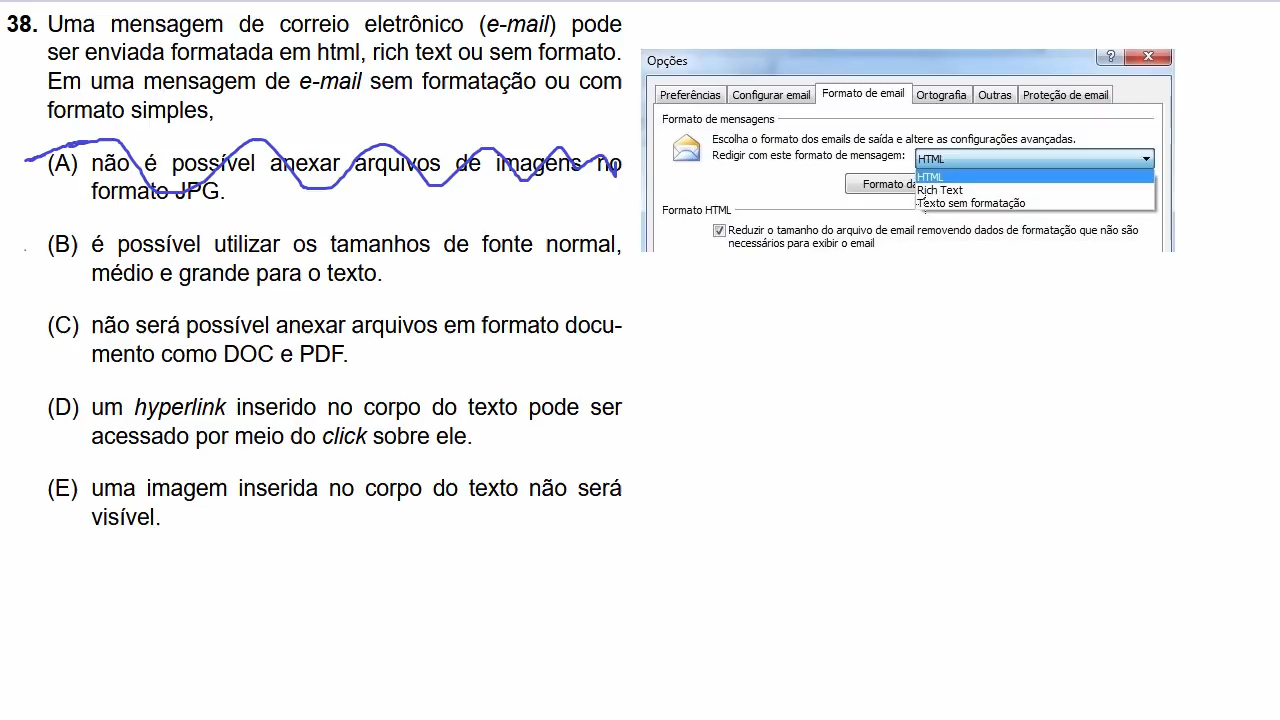 38. Uma mensagem de correio eletrônico (e-mail) pode
ser enviada formatada em html, rich text ou sem formato.
Em uma mensagem de e-mail sem formatação ou com
formato simples,
(A) não é possível anexar arquivos de imagens no
formato JPG.
(B) é possível utilizar os tamanhos de fonte normal,
médio e grande para o texto.
(C) não será possível anexar arquivos em formato docu-
mento como DOC e PDF.
(D) um hyperlink inserido no corpo do texto pode ser
acessado por meio do click sobre ele.
(E) uma imagem inserida no corpo do texto não será
visível.
Opções
Preferências Configurar email Formato de email Ortografia Outras Proteção de email
Formato de mensagens
Escolha o formato dos emails de saída e altere as configurações avançadas.
Redigir com este formato de mensagem: HTML
HTML
Formato da
Rich Text
Texto sem formatação
Formato HTML
Reduzir o tamanho do arquivo de email removendo dados de formatação que não são
necessários para exibir o email